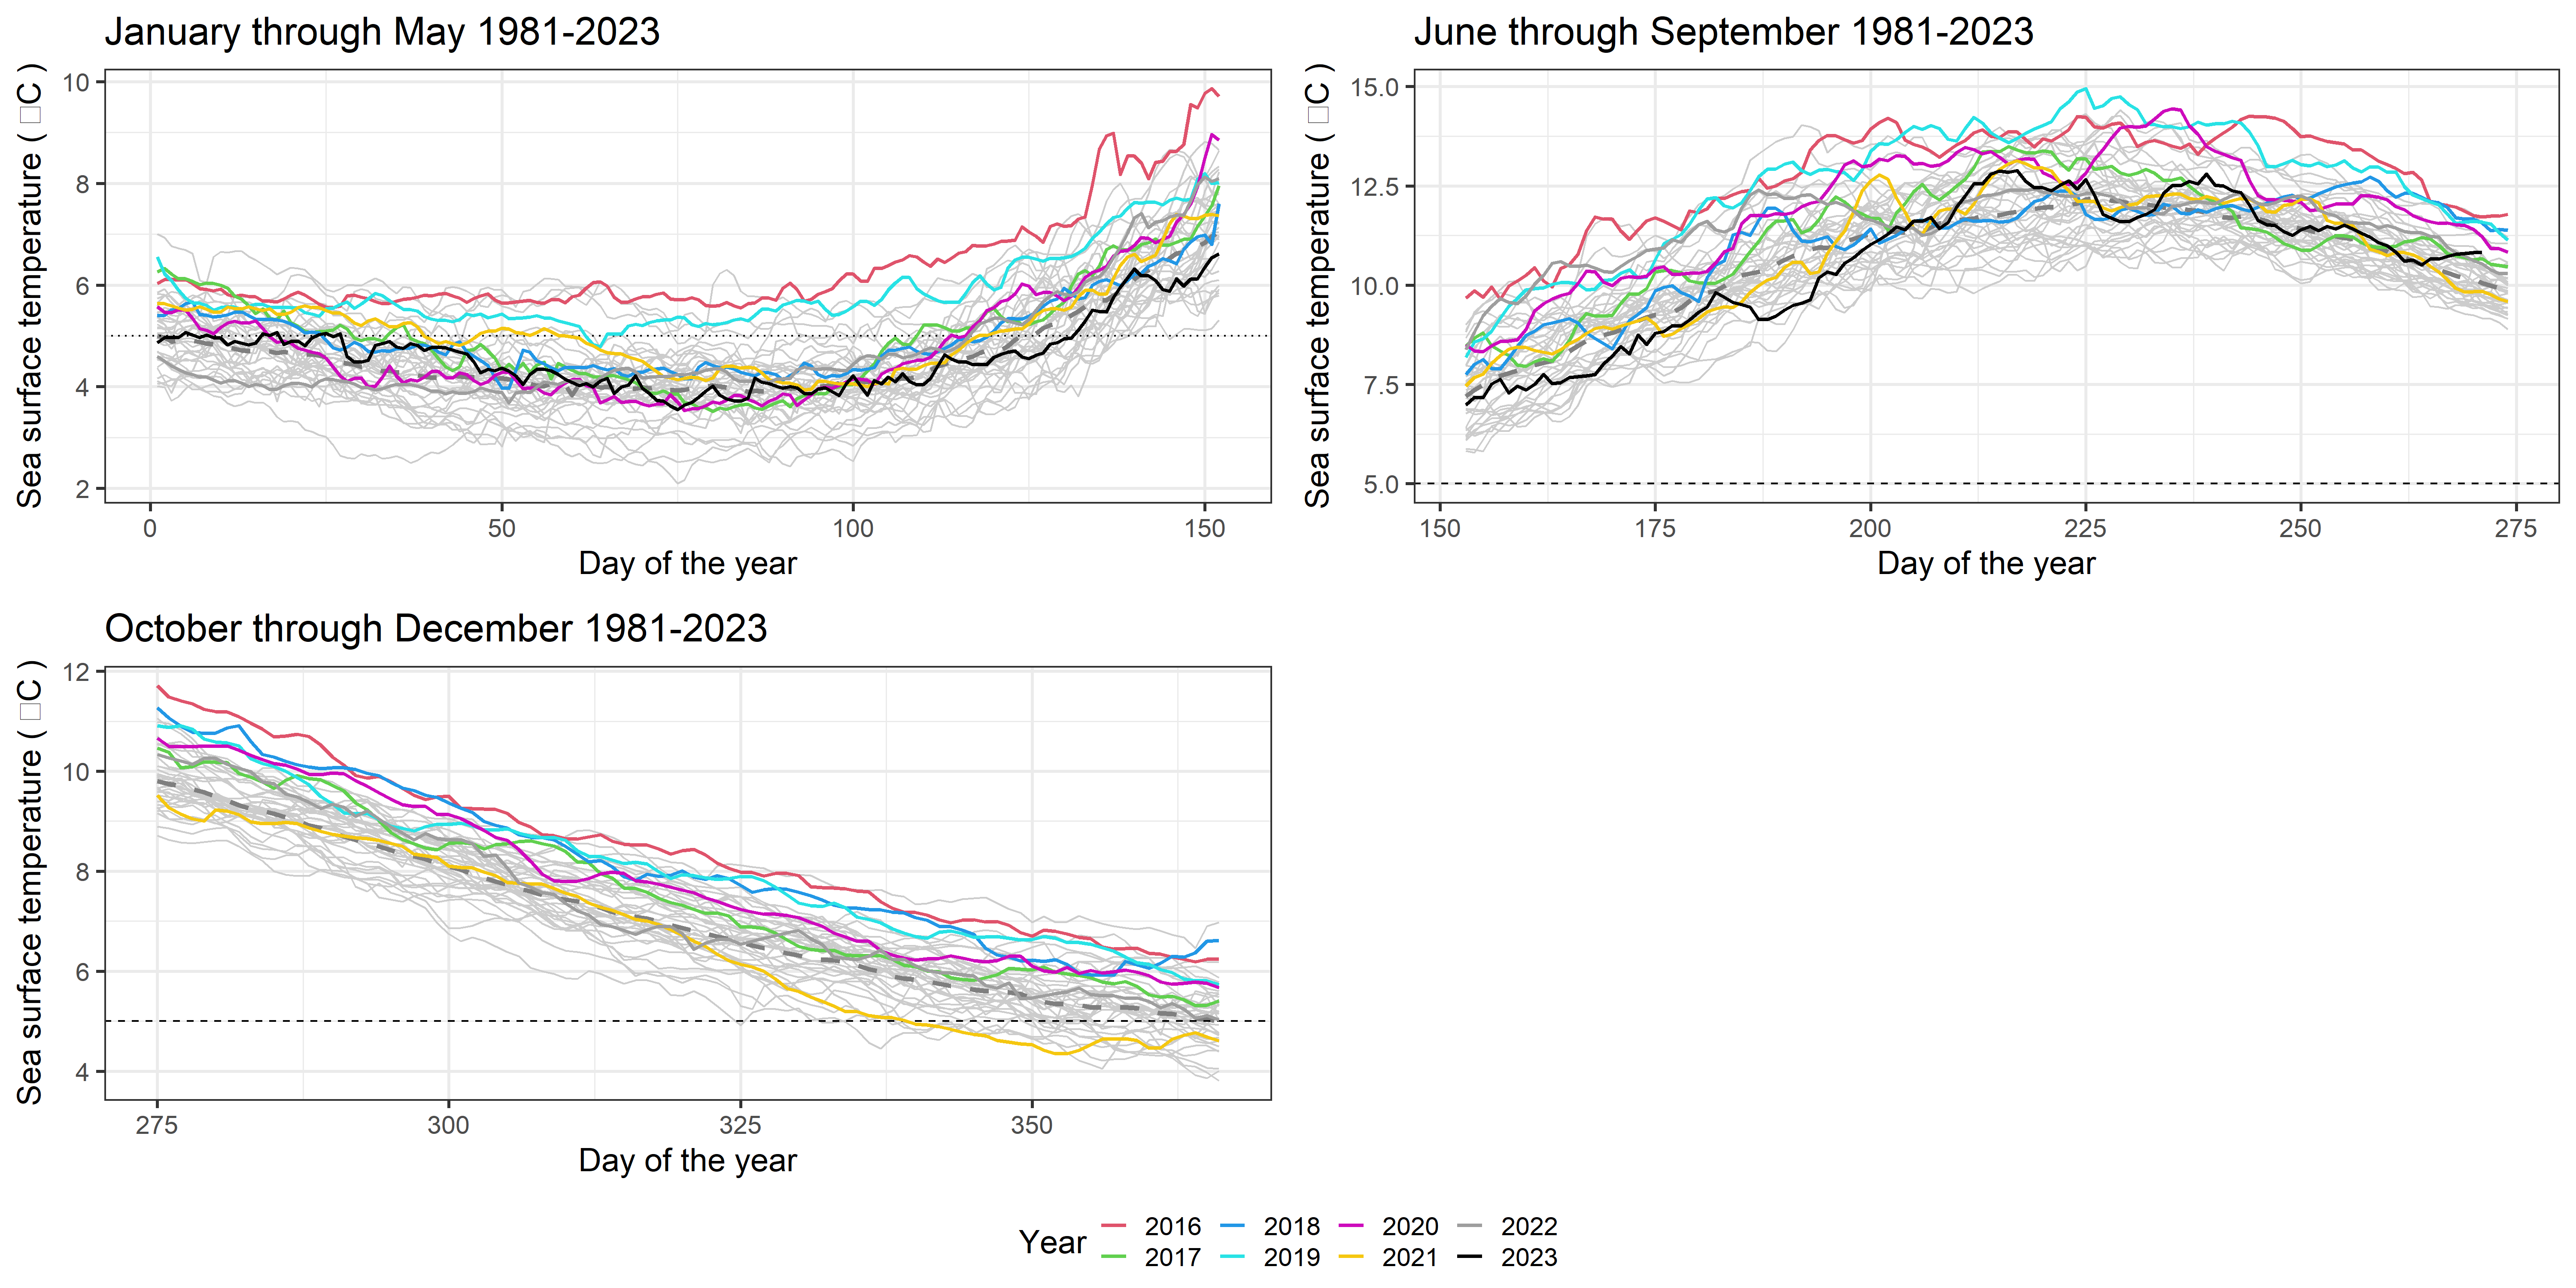 January through May 1981-2023
Sea surface temperature ( □C )
10
8
6
4
2
0 50 100 150
Day of the year
June through September 1981-2023
Sea surface temperature ( □C )
15.0
12.5
10.0
7.5
5.0
150 175 200 225 250 275
Day of the year
October through December 1981-2023
Sea surface temperature ( □C )
12
10
8
6
4
275 300 325 350
Day of the year
Year 2016 2018 2020 2022
2017 2019 2021 2023